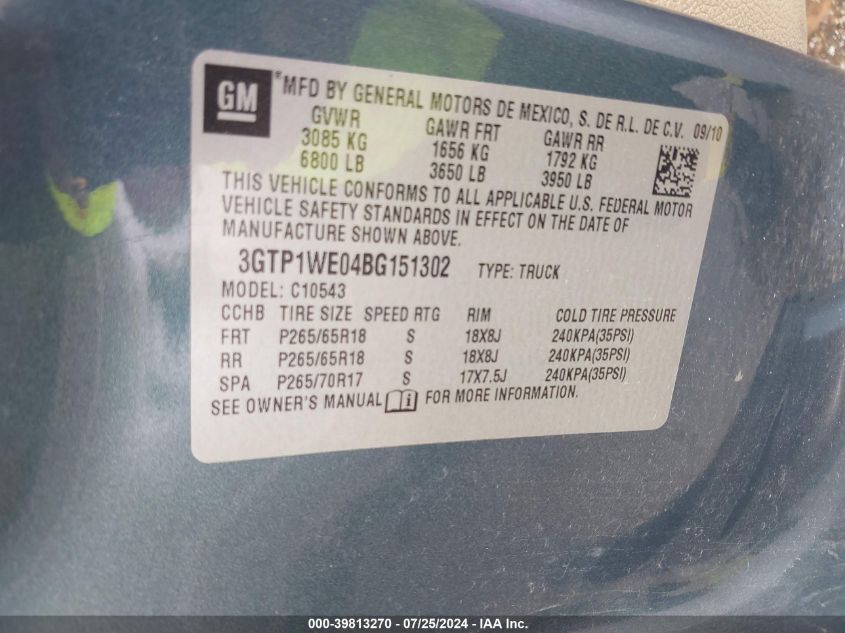 GM
*MFD BY GENERAL MOTORS DE MEXICO, S. DE R.L. DE C.V. 09/10
GVWR GAWR FRT GAWR RR
3085 KG 1656 KG 1792 KG
6800 LB 3650 LB 3950 LB
THIS VEHICLE CONFORMS TO ALL APPLICABLE U.S. FEDERAL MOTOR
VEHICLE SAFETY STANDARDS IN EFFECT ON THE DATE OF
MANUFACTURE SHOWN ABOVE.
3GTP1WE04BG151302 TYPE: TRUCK
MODEL: C10543
CCHB TIRE SIZE SPEED RTG RIM COLD TIRE PRESSURE
FRT P265/65R18 S 18X8J 240KPA(35PSI)
RR P265/65R18 S 18X8J 240KPA(35PSI)
SPA P265/70R17 S 17X7.5J 240KPA(35PSI)
SEE OWNER'S MANUAL FOR MORE INFORMATION.
000-39813270 - 07/25/2024 - IAA Inc.